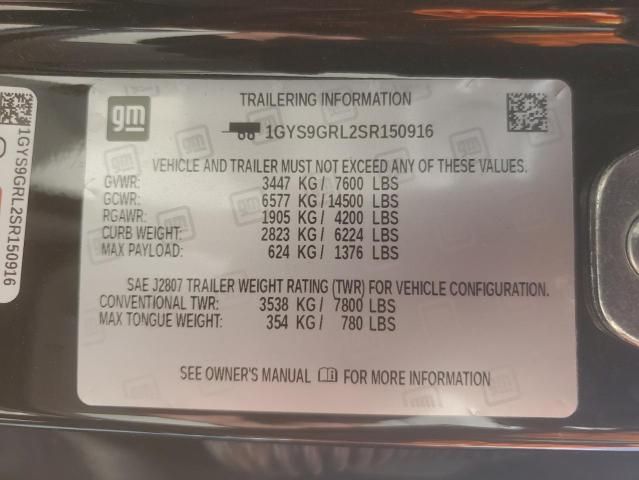 gm
TRAILERING INFORMATION
1GYS9GRL2SR150916
VEHICLE AND TRAILER MUST NOT EXCEED ANY OF THESE VALUES.
GVWR: 3447 KG / 7600 LBS
GCWR: 6577 KG / 14500 LBS
RGAWR: 1905 KG / 4200 LBS
CURB WEIGHT: 2823 KG / 6224 LBS
MAX PAYLOAD: 624 KG / 1376 LBS
SAE J2807 TRAILER WEIGHT RATING (TWR) FOR VEHICLE CONFIGURATION.
CONVENTIONAL TWR: 3538 KG / 7800 LBS
MAX TONGUE WEIGHT: 354 KG / 780 LBS
SEE OWNER'S MANUAL FOR MORE INFORMATION
1GYS9GRL2SR150916